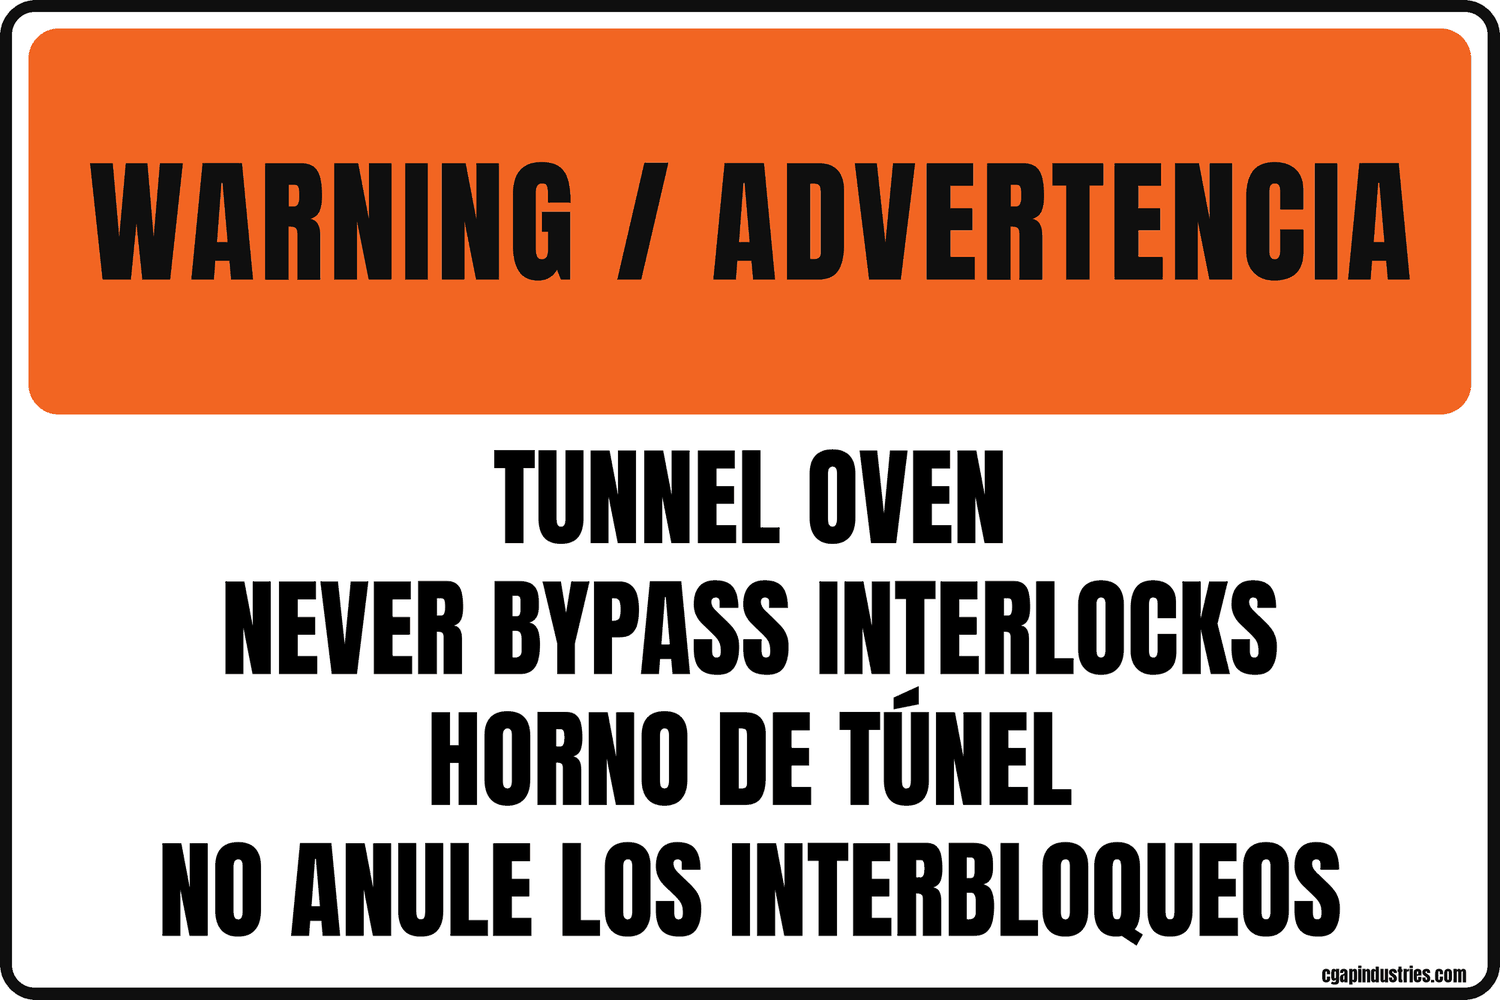 WARNING / ADVERTENCIA
TUNNEL OVEN
NEVER BYPASS INTERLOCKS
HORNO DE TÚNEL
NO ANULE LOS INTERBLOQUEOS
cgapindustries.com